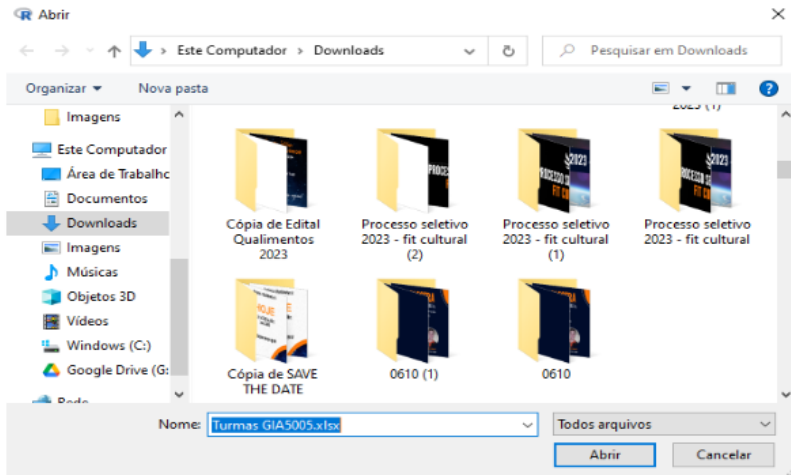 Abrir
Este Computador > Downloads
Pesquisar em Downloads
Organizar
Nova pasta
Imagens
Este Computador
Área de Trabalho
Documentos
Downloads
Imagens
Músicas
Objetos 3D
Vídeos
Windows (C:)
Google Drive (G:
Rede
2023 (1)
Cópia de Edital
Qualimentos
2023
Processo seletivo
2023 - fit cultural
(2)
Processo seletivo
2023 - fit cultural
(1)
Processo seletivo
2023 - fit cultural
Cópia de SAVE
THE DATE
0610 (1)
0610
Nome: Turmas GIA5005.xlsx
Todos arquivos
Abrir
Cancelar